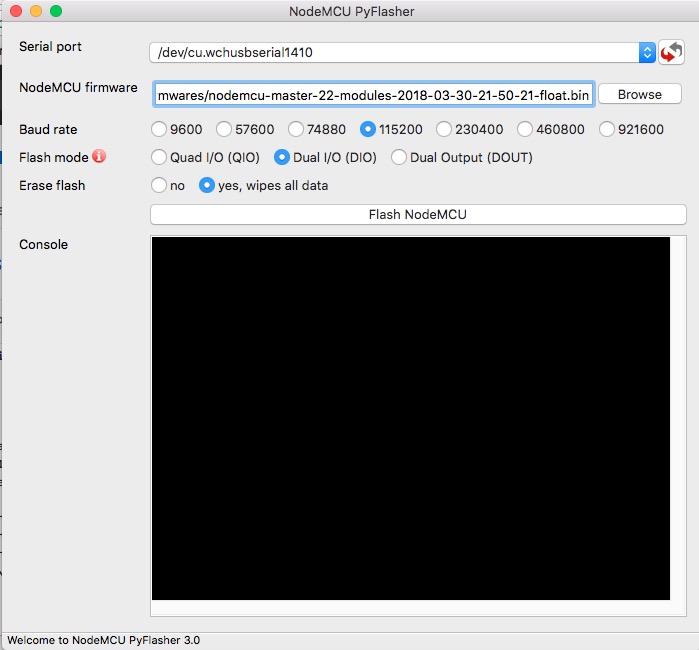 NodeMCU PyFlasher
Serial port /dev/cu.wchusbserial1410
NodeMCU firmware mwares/nodemcu-master-22-modules-2018-03-30-21-50-21-float.bin Browse
Baud rate 9600 57600 74880 115200 230400 460800 921600
Flash mode Quad I/O (QIO) Dual I/O (DIO) Dual Output (DOUT)
Erase flash no yes, wipes all data
Flash NodeMCU
Console
Welcome to NodeMCU PyFlasher 3.0